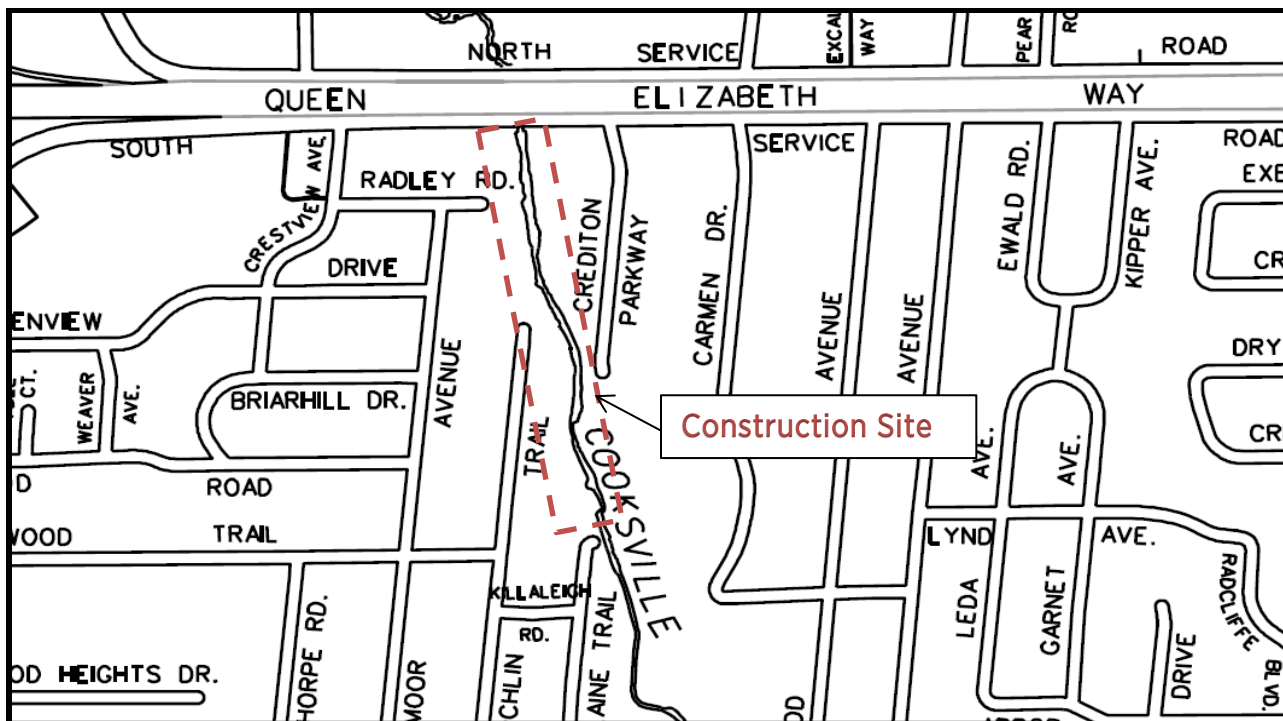 NORTH SERVICE EXCAL WAY PEAR RO ROAD
QUEEN ELIZABETH WAY
SOUTH SERVICE ROAD
CRESTVIEW AVE.
RADLEY RD.
CREDITON PARKWAY
CARMEN DR.
AVENUE
AVENUE
EWALD RD.
KIPPER AVE.
EXE
CR
DRIVE
ENVIEW
DRY
CT.
WEAVER AVE.
BRIARHILL DR.
AVENUE
TRAIL
COOKSVILLE
Construction Site
AVE.
AVE.
CR
D ROAD
WOOD TRAIL
LYND AVE.
RADCLIFFE BLVD.
KILLALEIGH RD.
LEDA
GARNET
DRIVE
OD HEIGHTS DR.
HORPE RD.
MOOR
CHLIN
AINE TRAIL
OD